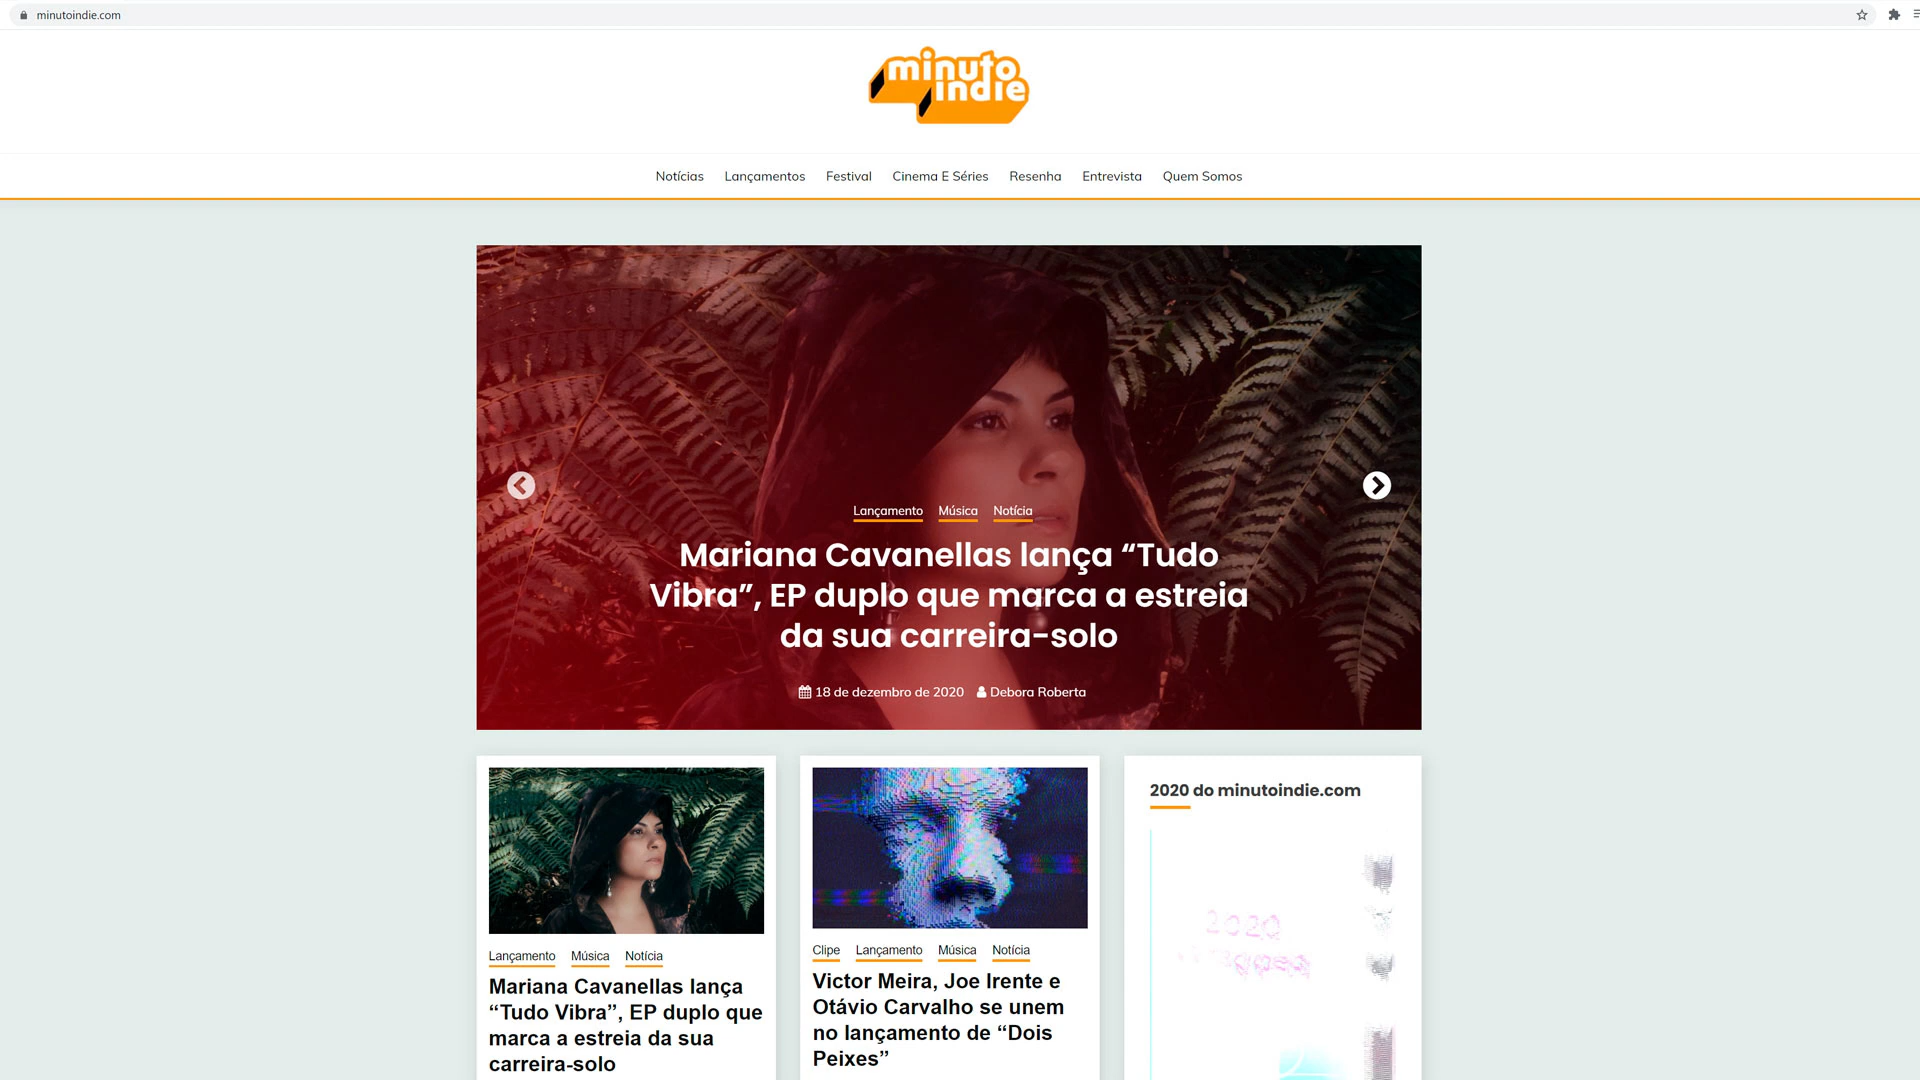 minutoindie.com
minuto
indie
Notícias Lançamentos Festival Cinema E Séries Resenha Entrevista Quem Somos
Lançamento Música Notícia
Mariana Cavanellas lança “Tudo
Vibra”, EP duplo que marca a estreia
da sua carreira-solo
18 de dezembro de 2020 Debora Roberta
Lançamento Música Notícia
Mariana Cavanellas lança
“Tudo Vibra”, EP duplo que
marca a estreia da sua
carreira-solo
Clipe Lançamento Música Notícia
Victor Meira, Joe Irente e
Otávio Carvalho se unem
no lançamento de “Dois
Peixes”
2020 do minutoindie.com
2020